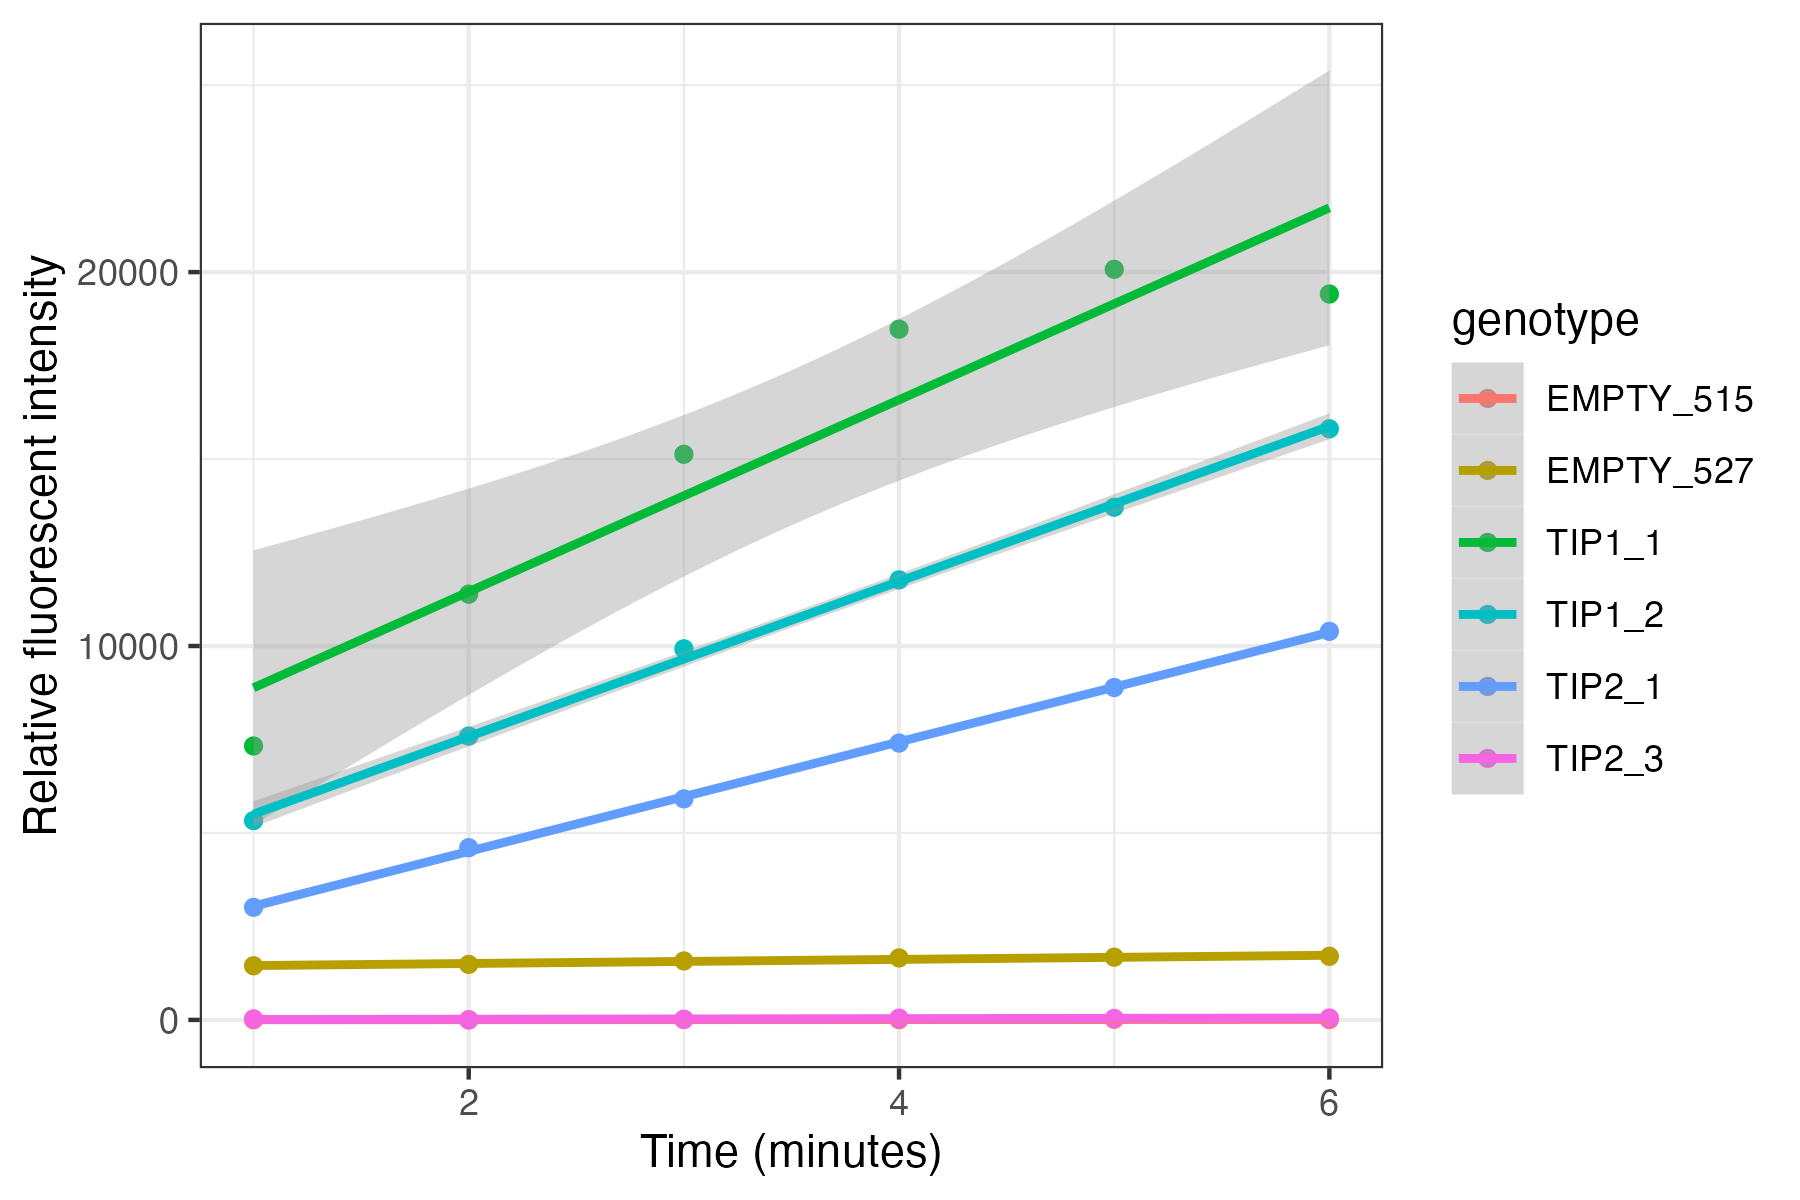 Relative fluorescent intensity
20000
10000
0
2 4 6
Time (minutes)
genotype
EMPTY_515
EMPTY_527
TIP1_1
TIP1_2
TIP2_1
TIP2_3